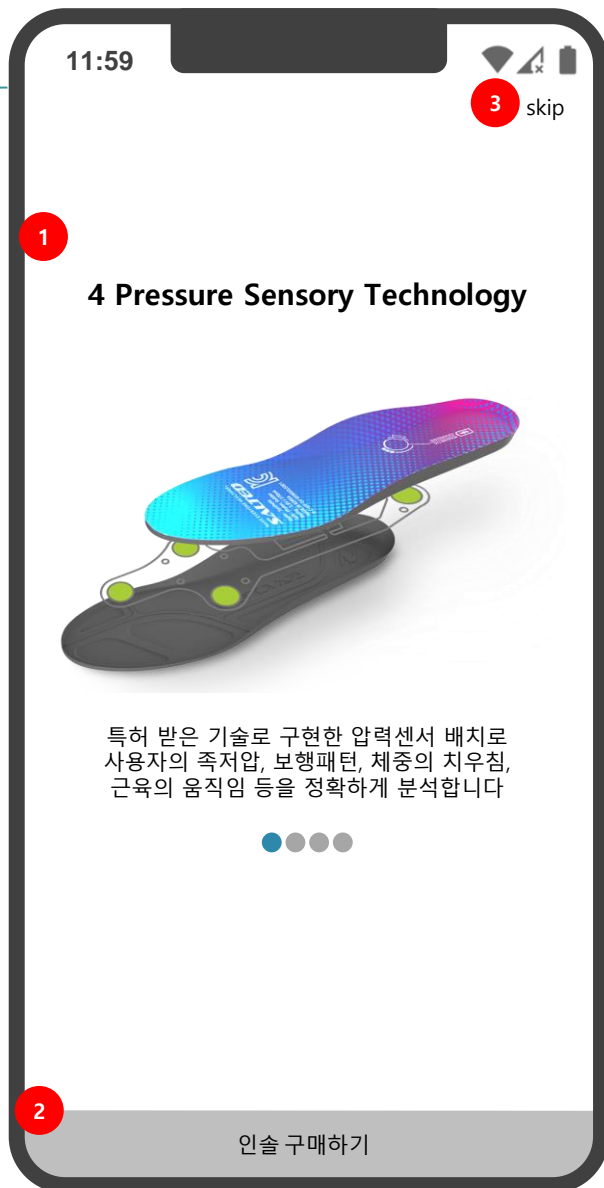 11:59
3
skip
1
4 Pressure Sensory Technology
SALTED
특허 받은 기술로 구현한 압력센서 배치로
사용자의 족저압, 보행패턴, 체중의 치우침,
근육의 움직임 등을 정확하게 분석합니다
2
인솔 구매하기